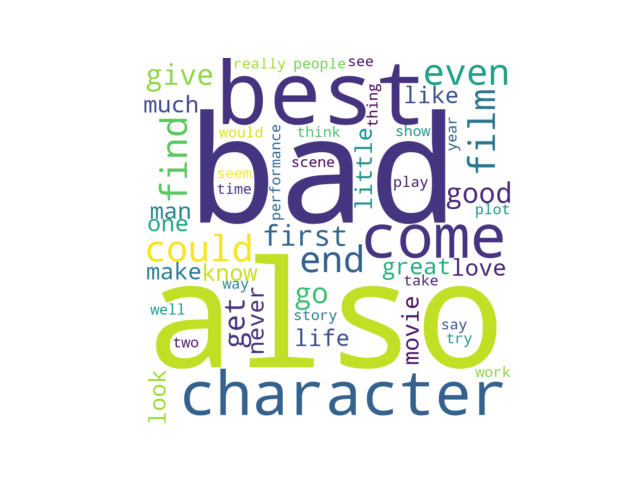 really people see
give
best
even
much
like
thing
film
find
would
think
show
year
bad
little
performance
scene
seem
time
play
good
man
plot
one
come
first
could
end
great
love
make
know
way
take
go
also
get
never
well
story
life
movie
say
two
try
look
work
character